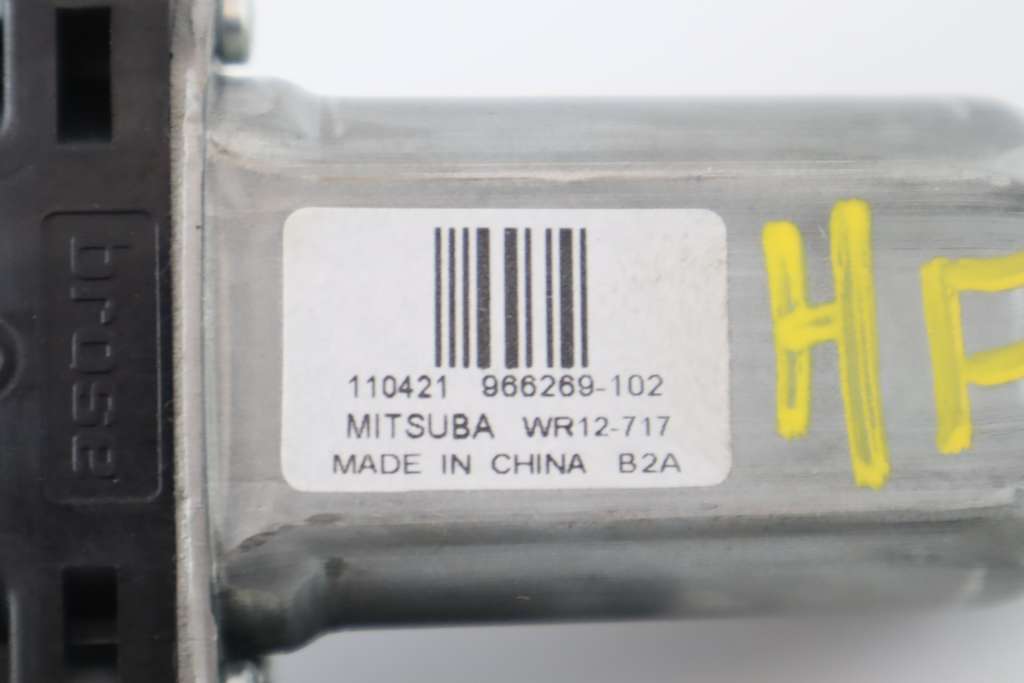 brose
110421 966269-102
MITSUBA WR12-717
MADE IN CHINA B2A
HP